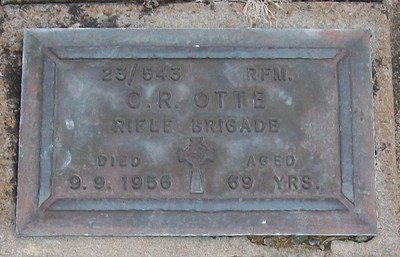 23/543 RFM.
C.R. OTTE
RIFLE BRIGADE
DIED AGED
9.9.1956 69 YRS.